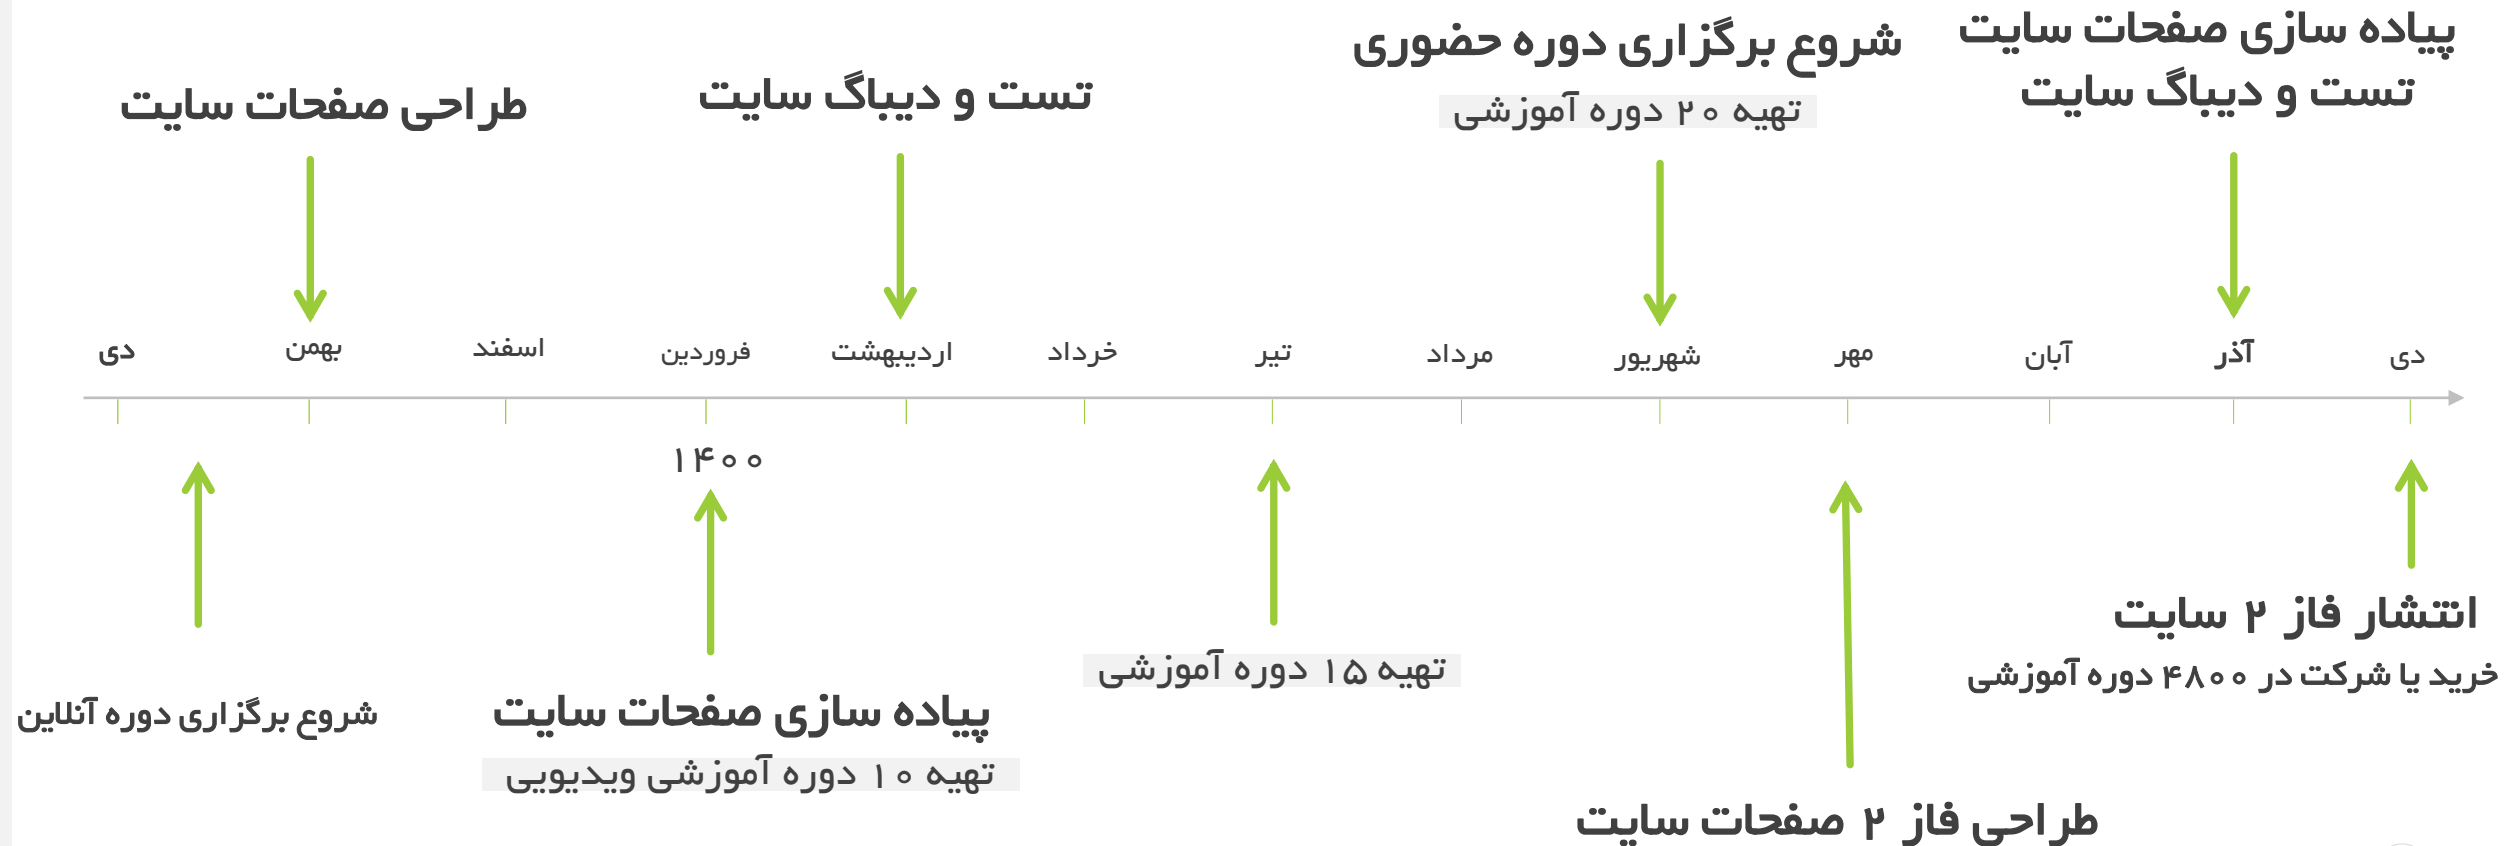 طراحی صفحات سایت
تست و دیباگ سایت
شروع برگزاری دوره حضوری
تهیه ۲۰ دوره آموزشی
پیاده سازی صفحات سایت
تست و دیباگ سایت
دی
بهمن
اسفند
فروردین
اردیبهشت
خرداد
تیر
مرداد
شهریور
مهر
آبان
آذر
دی
۱۴۰۰
شروع برگزاری دوره آنلاین
پیاده سازی صفحات سایت
تهیه ۱۰ دوره آموزشی ویدیویی
تهیه ۱۵ دوره آموزشی
طراحی فاز ۲ صفحات سایت
انتشار فاز ۲ سایت
خرید یا شرکت در ۴۸۰۰ دوره آموزشی